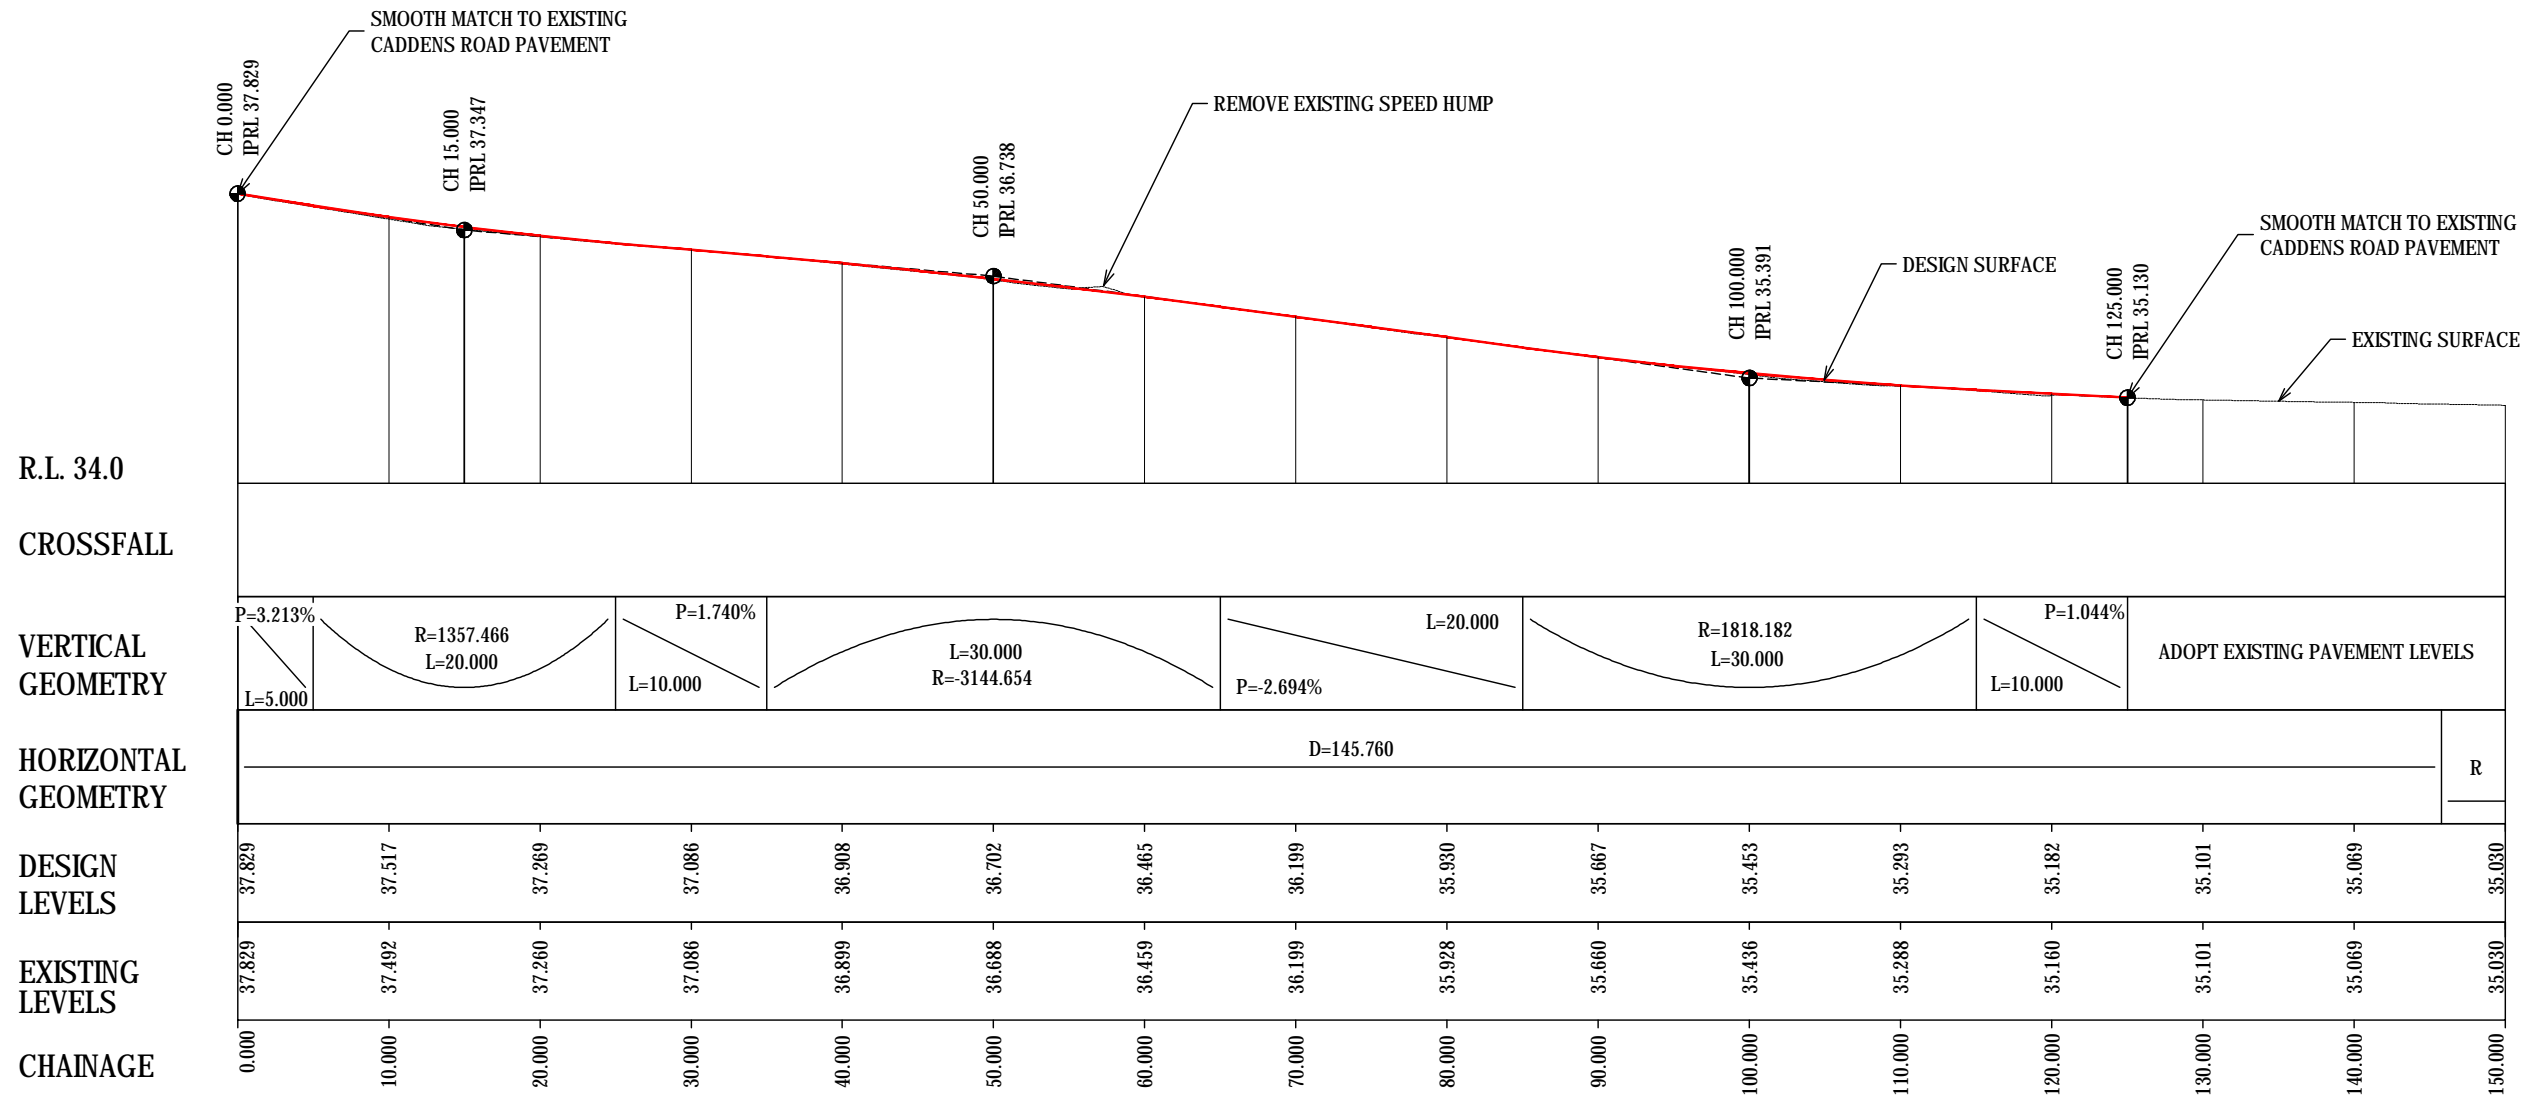 SMOOTH MATCH TO EXISTING
CADDENS ROAD PAVEMENT
CH 0.000
IPRL 37.829
CH 15.000
IPRL 37.347
REMOVE EXISTING SPEED HUMP
CH 50.000
IPRL 36.738
CH 100.000
IPRL 35.391
DESIGN SURFACE
SMOOTH MATCH TO EXISTING
CADDENS ROAD PAVEMENT
CH 125.000
IPRL 35.130
EXISTING SURFACE
R.L. 34.0
CROSSFALL
VERTICAL
GEOMETRY
P=3.213%
L=5.000
R=1357.466
L=20.000
P=1.740%
L=10.000
L=30.000
R=-3144.654
L=20.000
P=-2.694%
R=1818.182
L=30.000
P=1.044%
L=10.000
ADOPT EXISTING PAVEMENT LEVELS
HORIZONTAL
GEOMETRY
D=145.760
R
DESIGN
LEVELS
37.829
37.517
37.269
37.086
36.908
36.702
36.465
36.199
35.930
35.667
35.453
35.293
35.182
35.101
35.069
35.030
EXISTING
LEVELS
37.829
37.492
37.260
37.086
36.899
36.688
36.459
36.199
35.928
35.660
35.436
35.288
35.160
35.101
35.069
35.030
CHAINAGE
0.000
10.000
20.000
30.000
40.000
50.000
60.000
70.000
80.000
90.000
100.000
110.000
120.000
130.000
140.000
150.000